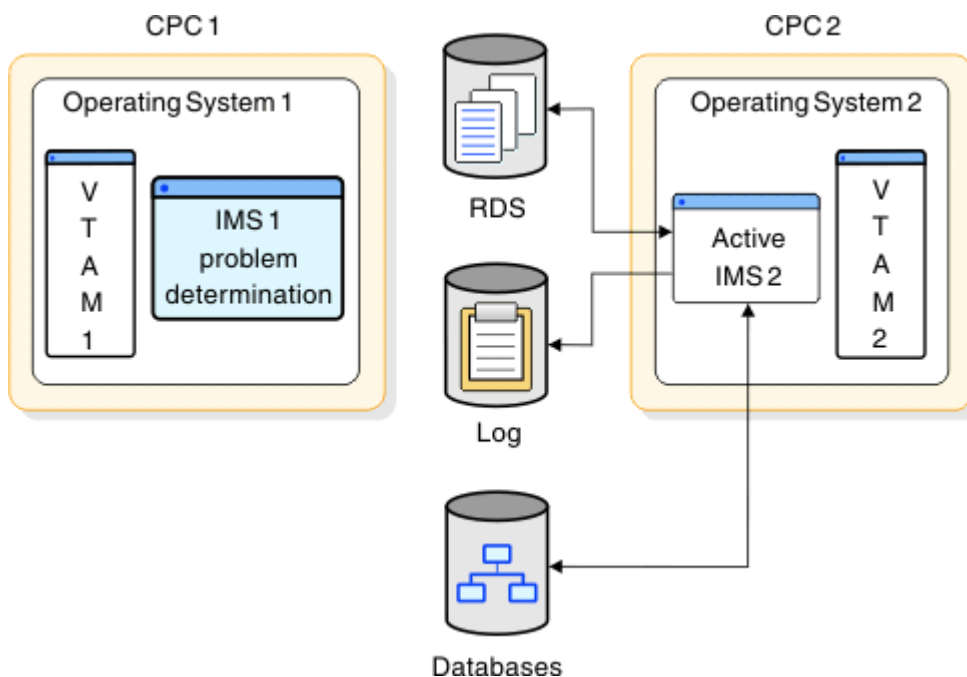 CPC 1
Operating System 1
V
T
A
M
1
IMS 1
problem
determination
RDS
Log
Databases
CPC 2
Operating System 2
Active
IMS 2
V
T
A
M
2